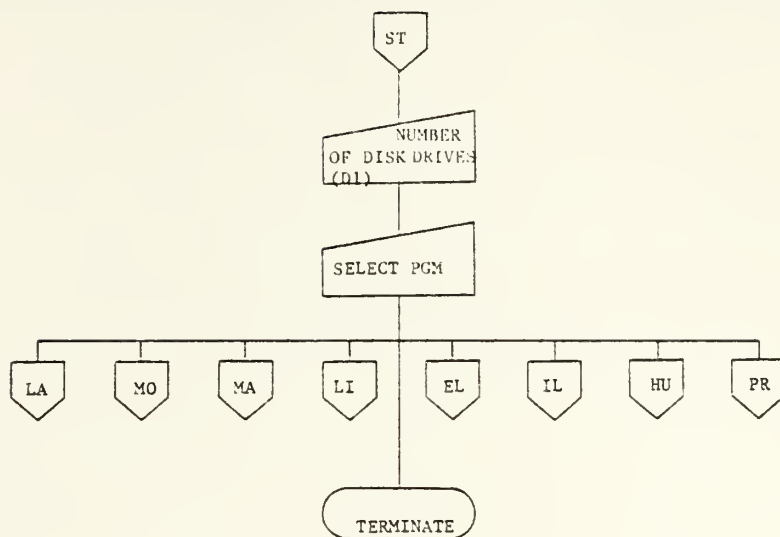 ST
NUMBER
OF DISK DRIVES
(D1)
SELECT PGM
LA MO MA LI EL IL HU PR
TERMINATE